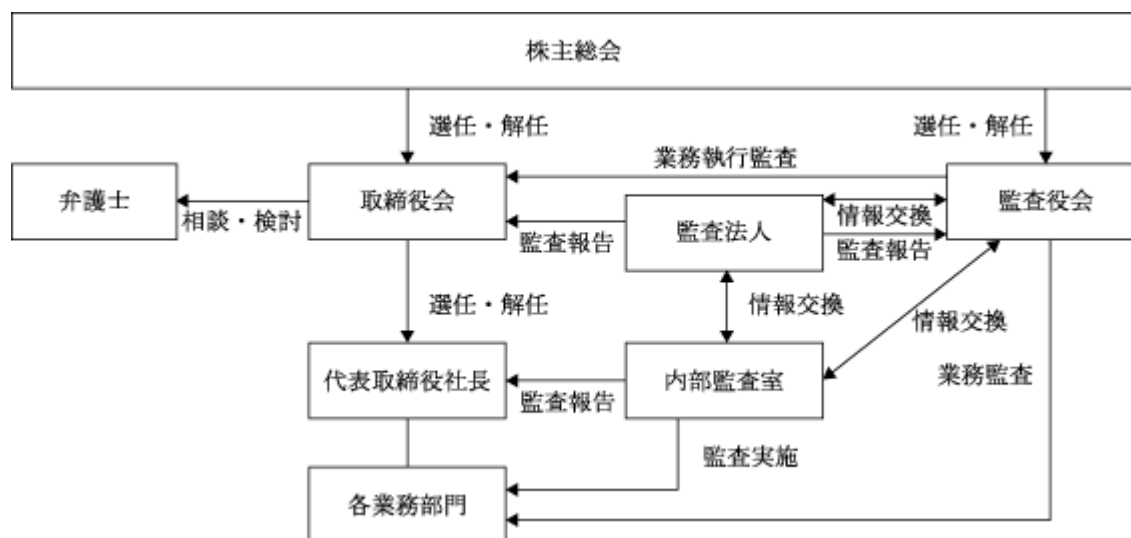 株主総会
選任・解任
選任・解任
業務執行監査
弁護士
取締役会
監査役会
相談・検討
監査報告
監査法人
情報交換
監査報告
選任・解任
情報交換
情報交換
代表取締役社長
監査報告
内部監査室
業務監査
監査実施
各業務部門